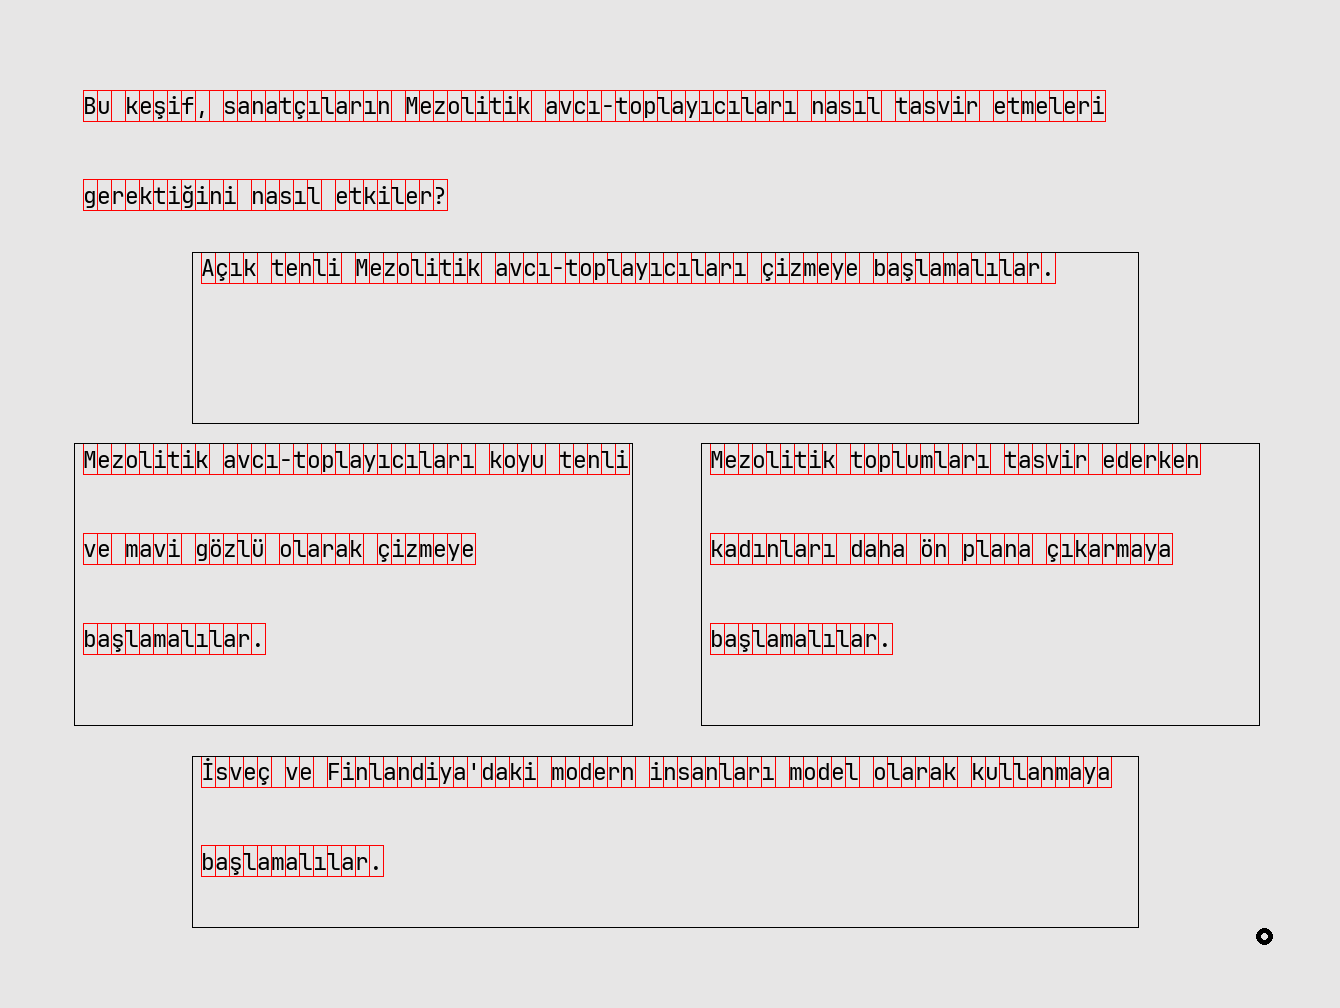 Bu keşif, sanatçıların Mezolitik avcı-toplayıcıları nasıl tasvir etmeleri
gerektiğini nasıl etkiler?
Açık tenli Mezolitik avcı-toplayıcıları çizmeye başlamalılar.
Mezolitik avcı-toplayıcıları koyu tenli
ve mavi gözlü olarak çizmeye
başlamalılar.
Mezolitik toplumları tasvir ederken
kadınları daha ön plana çıkarmaya
başlamalılar.
İsveç ve Finlandiya'daki modern insanları model olarak kullanmaya
başlamalılar.